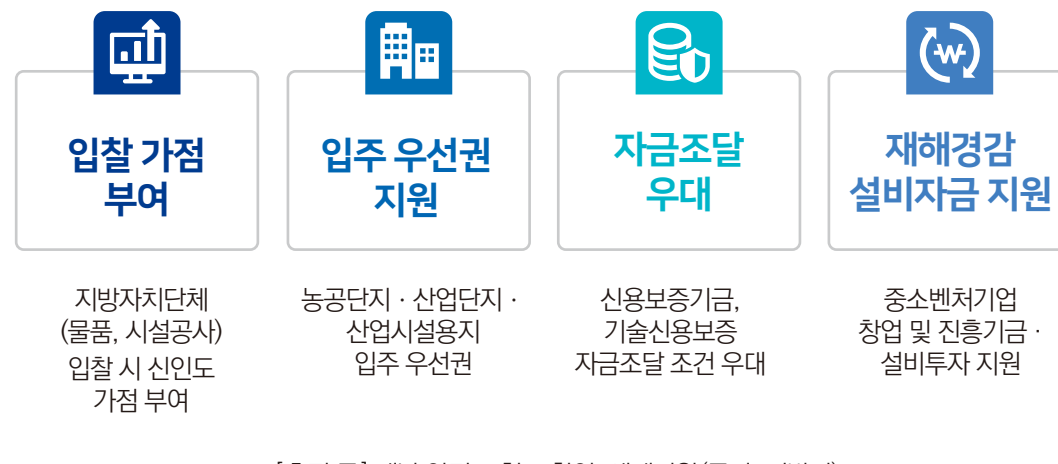 입찰 가점
부여
지방자치단체
(물품, 시설공사)
입찰 시 신인도
가점 부여
입주 우선권
지원
농공단지 · 산업단지 ·
산업시설용지
입주 우선권
자금조달
우대
신용보증기금,
기술신용보증
자금조달 조건 우대
재해경감
설비자금 지원
중소벤처기업
창업 및 진흥기금 ·
설비투자 지원